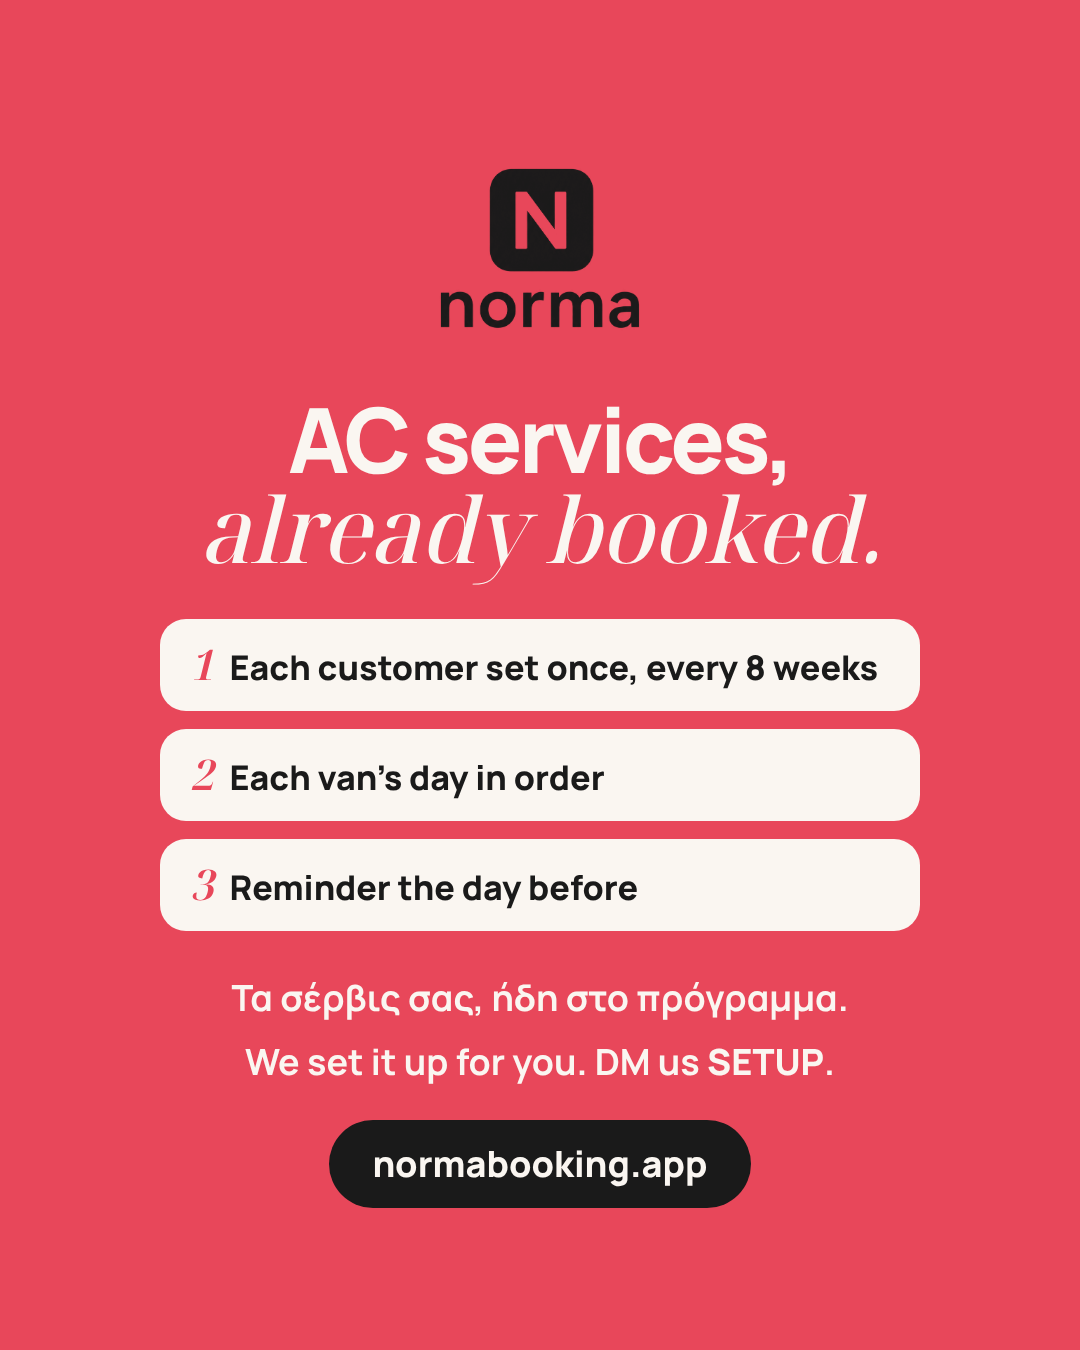 N
norma
AC services,
already booked.
1 Each customer set once, every 8 weeks
2 Each van’s day in order
3 Reminder the day before
Τα σέρβις σας, ήδη στο πρόγραμμα.
We set it up for you. DM us SETUP.
normabooking.app